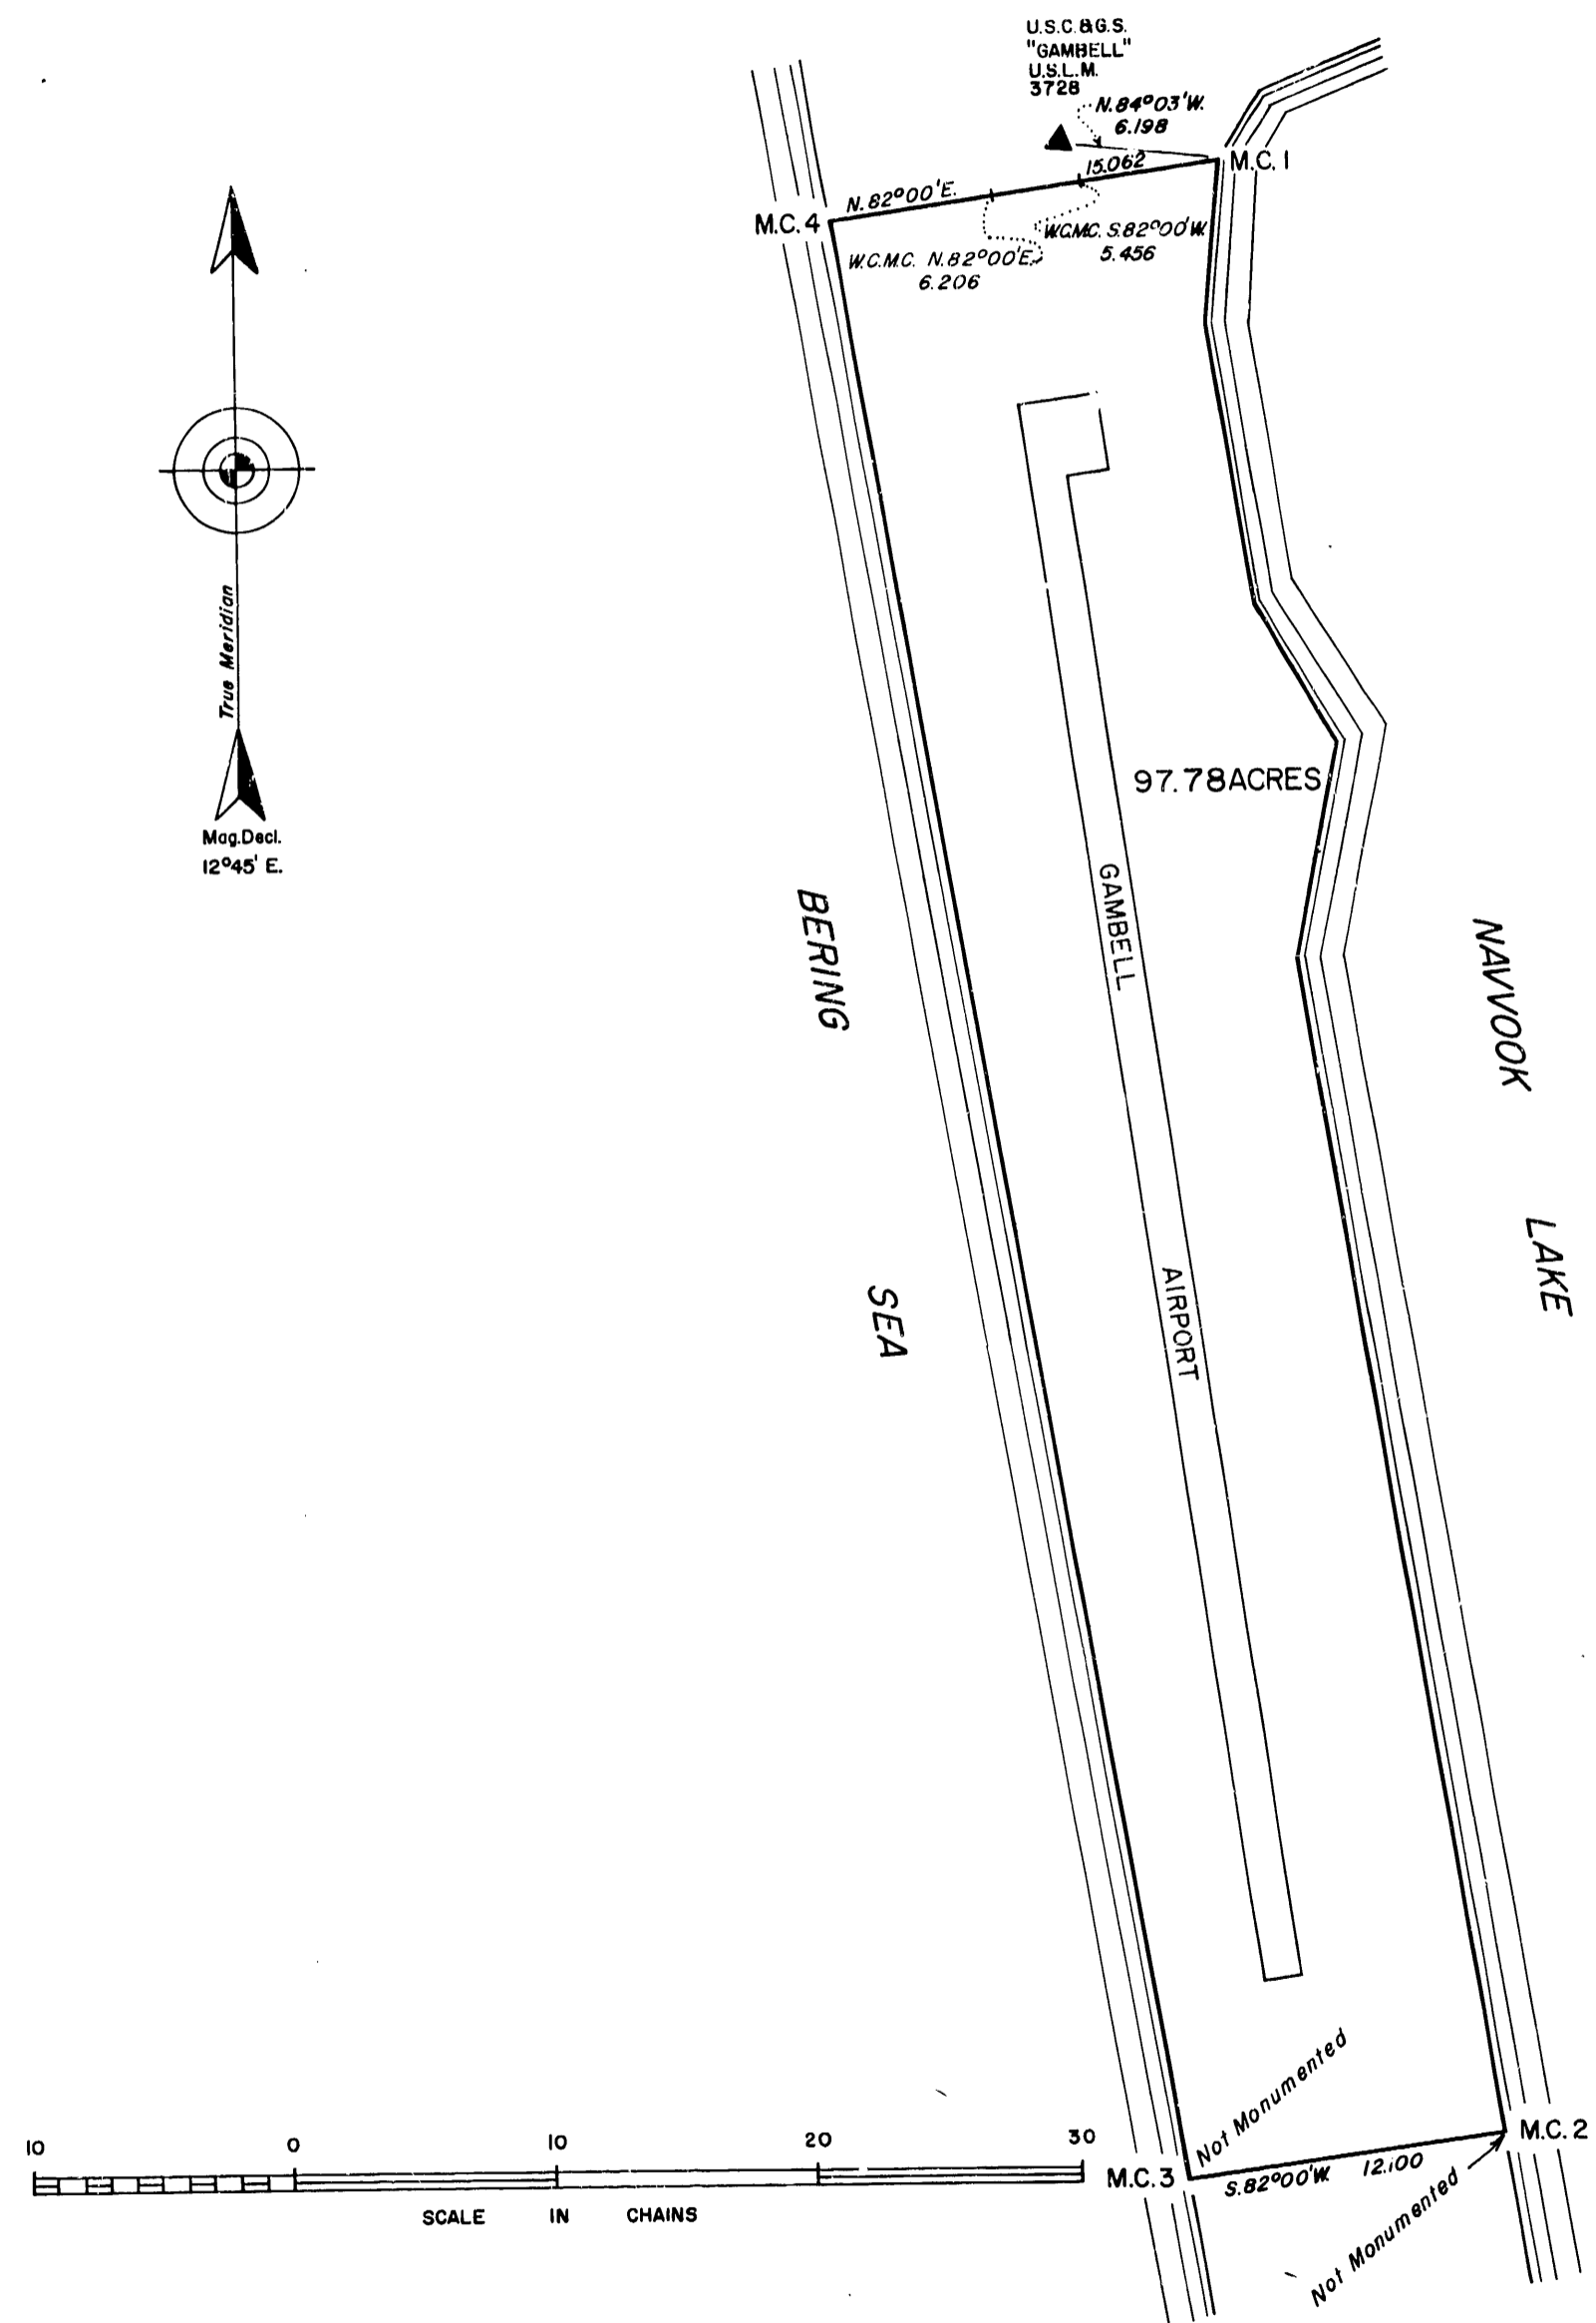 U.S.C.&G.S.
"GAMBELL"
U.S.L.M.
3728
N.84°03'W.
6.198
M.C.1
15.062
N.82°00'E.
M.C.4
W.C.M.C. S.82°00'W.
5.456
W.C.M.C. N.82°00'E.
6.206
True Meridian
Mag.Decl.
12°45' E.
97.78ACRES
GAMBELL
AIRPORT
BERING
SEA
NAVVOOK
LAKE
Not Monumented
M.C.2
M.C.3
S.82°00'W. 12.100
Not Monumented
10 0 10 20 30
SCALE IN CHAINS